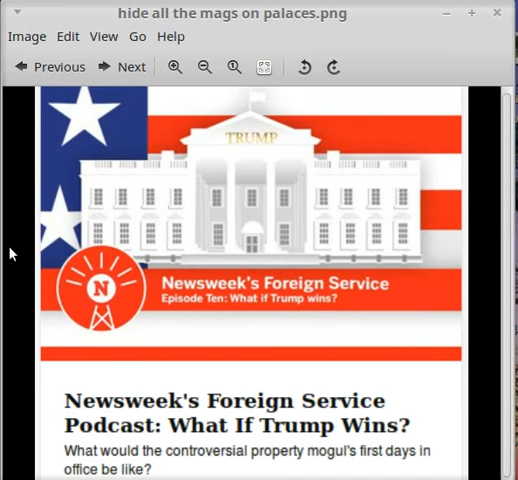 hide all the mags on palaces.png
Image Edit View Go Help
Previous Next
TRUMP
N
Newsweek's Foreign Service
Episode Ten: What if Trump wins?
Newsweek's Foreign Service
Podcast: What If Trump Wins?
What would the controversial property mogul's first days in
office be like?